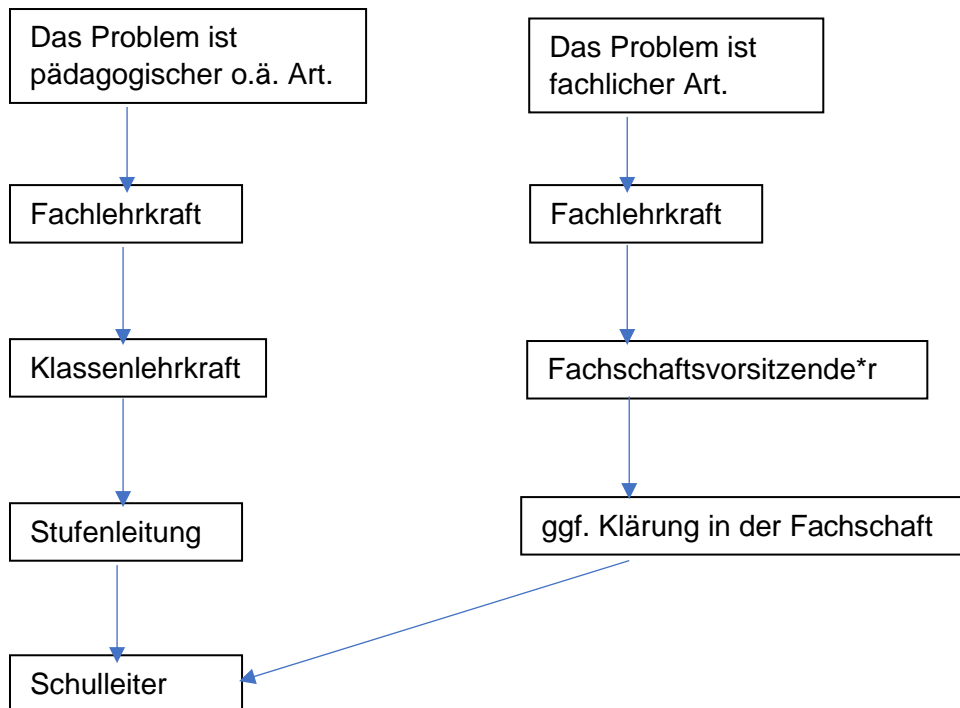 Das Problem ist
pädagogischer o.ä. Art.
Fachlehrkraft
Klassenlehrkraft
Stufenleitung
Schulleiter
Das Problem ist
fachlicher Art.
Fachlehrkraft
Fachschaftsvorsitzende*r
ggf. Klärung in der Fachschaft